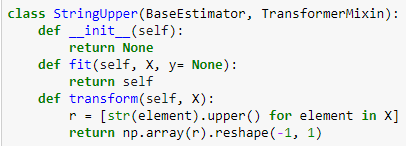 class StringUpper(BaseEstimator, TransformerMixin):
    def __init__(self):
        return None
    def fit(self, X, y= None):
        return self
    def transform(self, X):
        r = [str(element).upper() for element in X]
        return np.array(r).reshape(-1, 1)